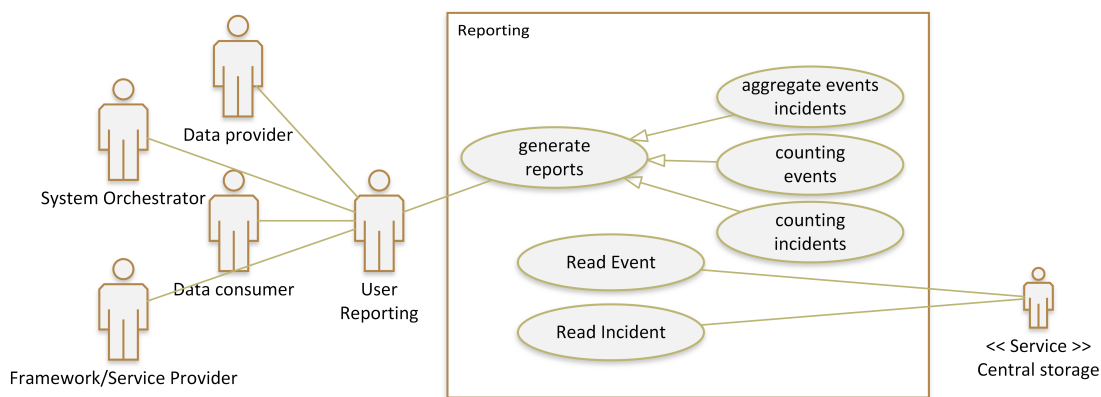 Reporting
Data provider
System Orchestrator
Data consumer
Framework/Service Provider
User
Reporting
generate
reports
aggregate events
incidents
counting
events
counting
incidents
Read Event
Read Incident
<< Service >>
Central storage